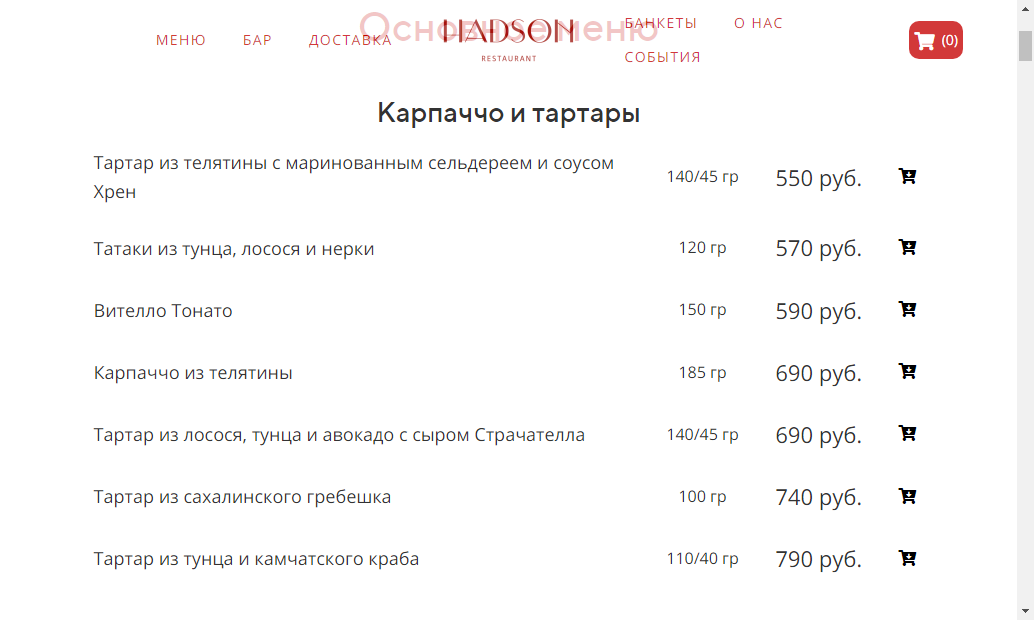 Основное меню
МЕНЮ БАР ДОСТАВКА
HADSON
RESTAURANT
БАНКЕТЫ О НАС
СОБЫТИЯ
(0)
Карпаччо и тартары
Тартар из телятины с маринованным сельдереем и соусом
Хрен
140/45 гр 550 руб.
Татаки из тунца, лосося и нерки 120 гр 570 руб.
Вителло Тонато 150 гр 590 руб.
Карпаччо из телятины 185 гр 690 руб.
Тартар из лосося, тунца и авокадо с сыром Страчателла 140/45 гр 690 руб.
Тартар из сахалинского гребешка 100 гр 740 руб.
Тартар из тунца и камчатского краба 110/40 гр 790 руб.